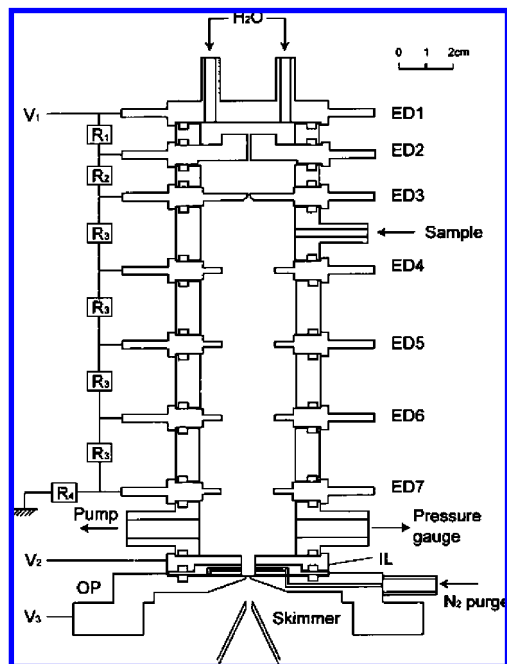 H₂O
0 1 2cm
V₁
ED1
R₁
ED2
R₂
ED3
R₃
Sample
ED4
R₃
ED5
R₃
ED6
R₃
R₄
ED7
Pump
Pressure gauge
V₂
IL
OP
N₂ purge
V₃
Skimmer